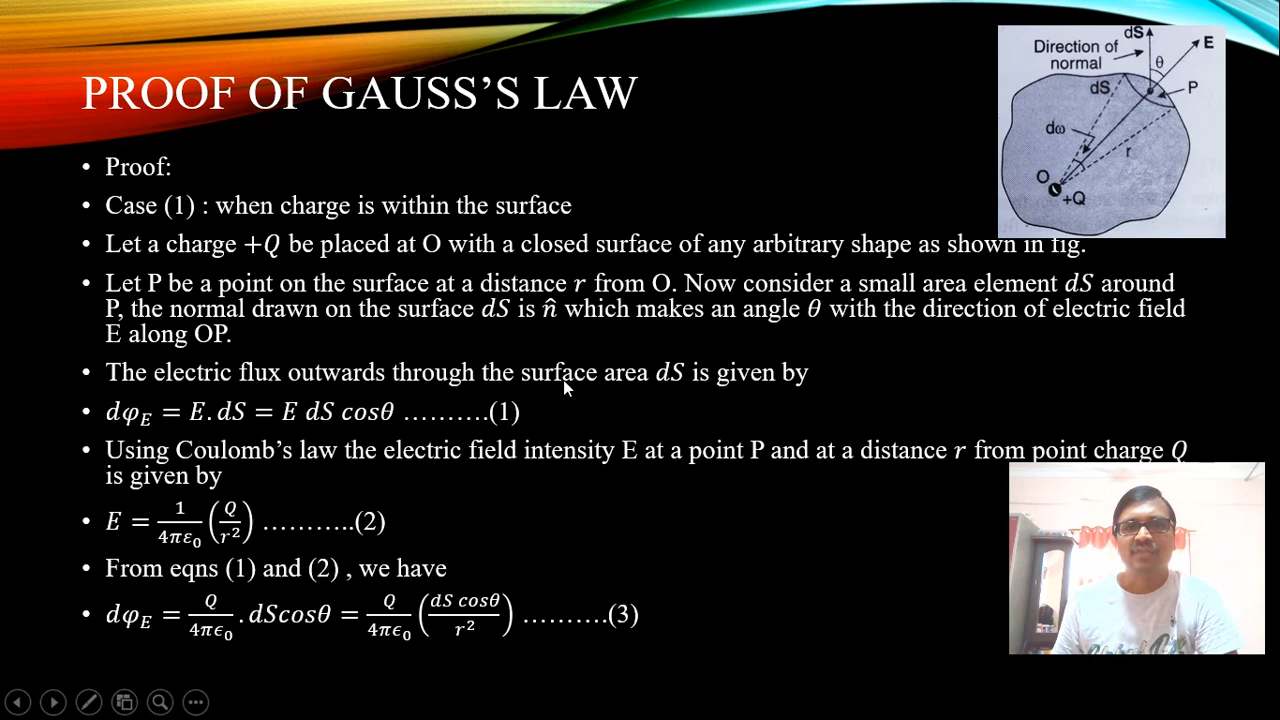 PROOF OF GAUSS'S LAW
• Proof:
• Case (1) : when charge is within the surface
• Let a charge +Q be placed at O with a closed surface of any arbitrary shape as shown in fig.
• Let P be a point on the surface at a distance r from O. Now consider a small area element dS around
P, the normal drawn on the surface dS is n̂ which makes an angle θ with the direction of electric field
E along OP.
• The electric flux outwards through the surface area dS is given by
• dφ_E = E.dS = E dS cosθ ……….(1)
• Using Coulomb's law the electric field intensity E at a point P and at a distance r from point charge Q
is given by
• E = 1/4πε₀ (Q/r²) ………..(2)
• From eqns (1) and (2) , we have
• dφ_E = Q/4πϵ₀ . dScosθ = Q/4πϵ₀ (dS cosθ/r²) ……….(3)
dS
E
Direction of
normal
θ
dS
P
dω
r
O
+Q